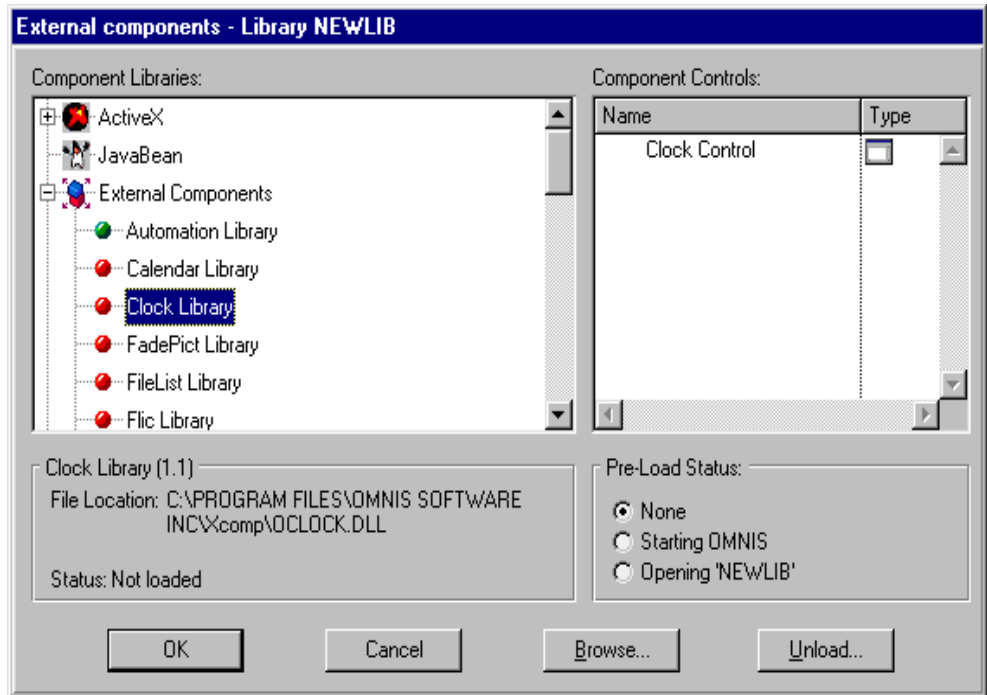 External components - Library NEWLIB
Component Libraries:
ActiveX
JavaBean
External Components
Automation Library
Calendar Library
Clock Library
FadePict Library
FileList Library
Flic Library
Component Controls:
Name Type
Clock Control
Clock Library (1.1)
File Location: C:\PROGRAM FILES\OMNIS SOFTWARE
INC\Xcomp\OCLOCK.DLL
Status: Not loaded
Pre-Load Status:
None
Starting OMNIS
Opening 'NEWLIB'
OK Cancel Browse... Unload...